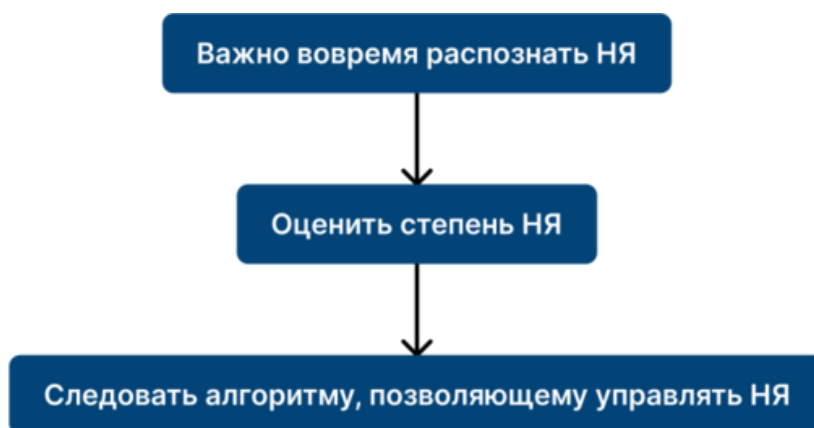 Важно вовремя распознать НЯ
Оценить степень НЯ
Следовать алгоритму, позволяющему управлять НЯ